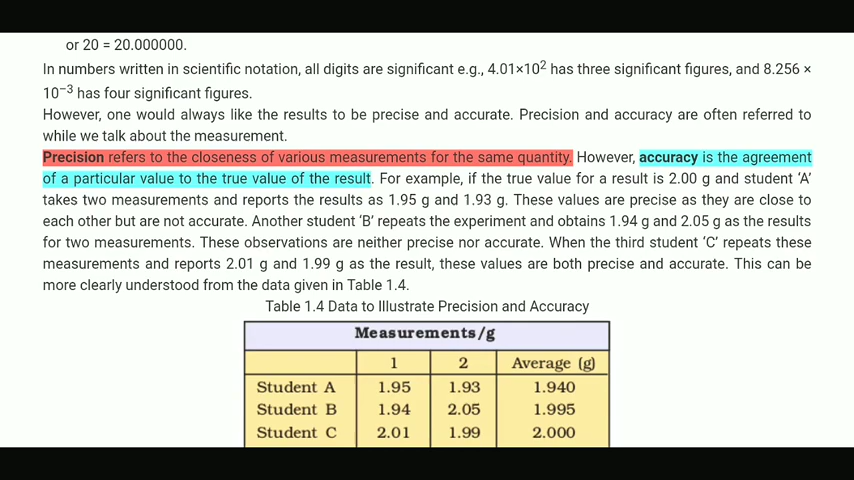 or 20 = 20.000000.
In numbers written in scientific notation, all digits are significant e.g., 4.01×10² has three significant figures, and 8.256 ×
10⁻³ has four significant figures.
However, one would always like the results to be precise and accurate. Precision and accuracy are often referred to
while we talk about the measurement.
Precision refers to the closeness of various measurements for the same quantity. However, accuracy is the agreement
of a particular value to the true value of the result. For example, if the true value for a result is 2.00 g and student ‘A’
takes two measurements and reports the results as 1.95 g and 1.93 g. These values are precise as they are close to
each other but are not accurate. Another student ‘B’ repeats the experiment and obtains 1.94 g and 2.05 g as the results
for two measurements. These observations are neither precise nor accurate. When the third student ‘C’ repeats these
measurements and reports 2.01 g and 1.99 g as the result, these values are both precise and accurate. This can be
more clearly understood from the data given in Table 1.4.
Table 1.4 Data to Illustrate Precision and Accuracy
Measurements/g
1 2 Average (g)
Student A 1.95 1.93 1.940
Student B 1.94 2.05 1.995
Student C 2.01 1.99 2.000